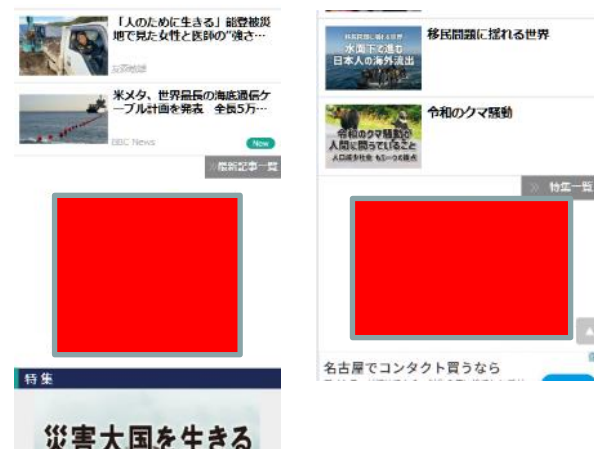 「人のために生きる」能登被災
地で見た女性と医師の“強さ…
米メタ、世界最長の海底通信ケ
ーブル計画を発表 全長5万…
BBC News
New
最新記事一覧
特集
災害大国を生きる
水面下で進む
日本人の海外流出
移民問題に揺れる世界
令和のクマ騒動が
人間に問うていること
令和のクマ騒動
特集一覧
名古屋でコンタクト買うなら